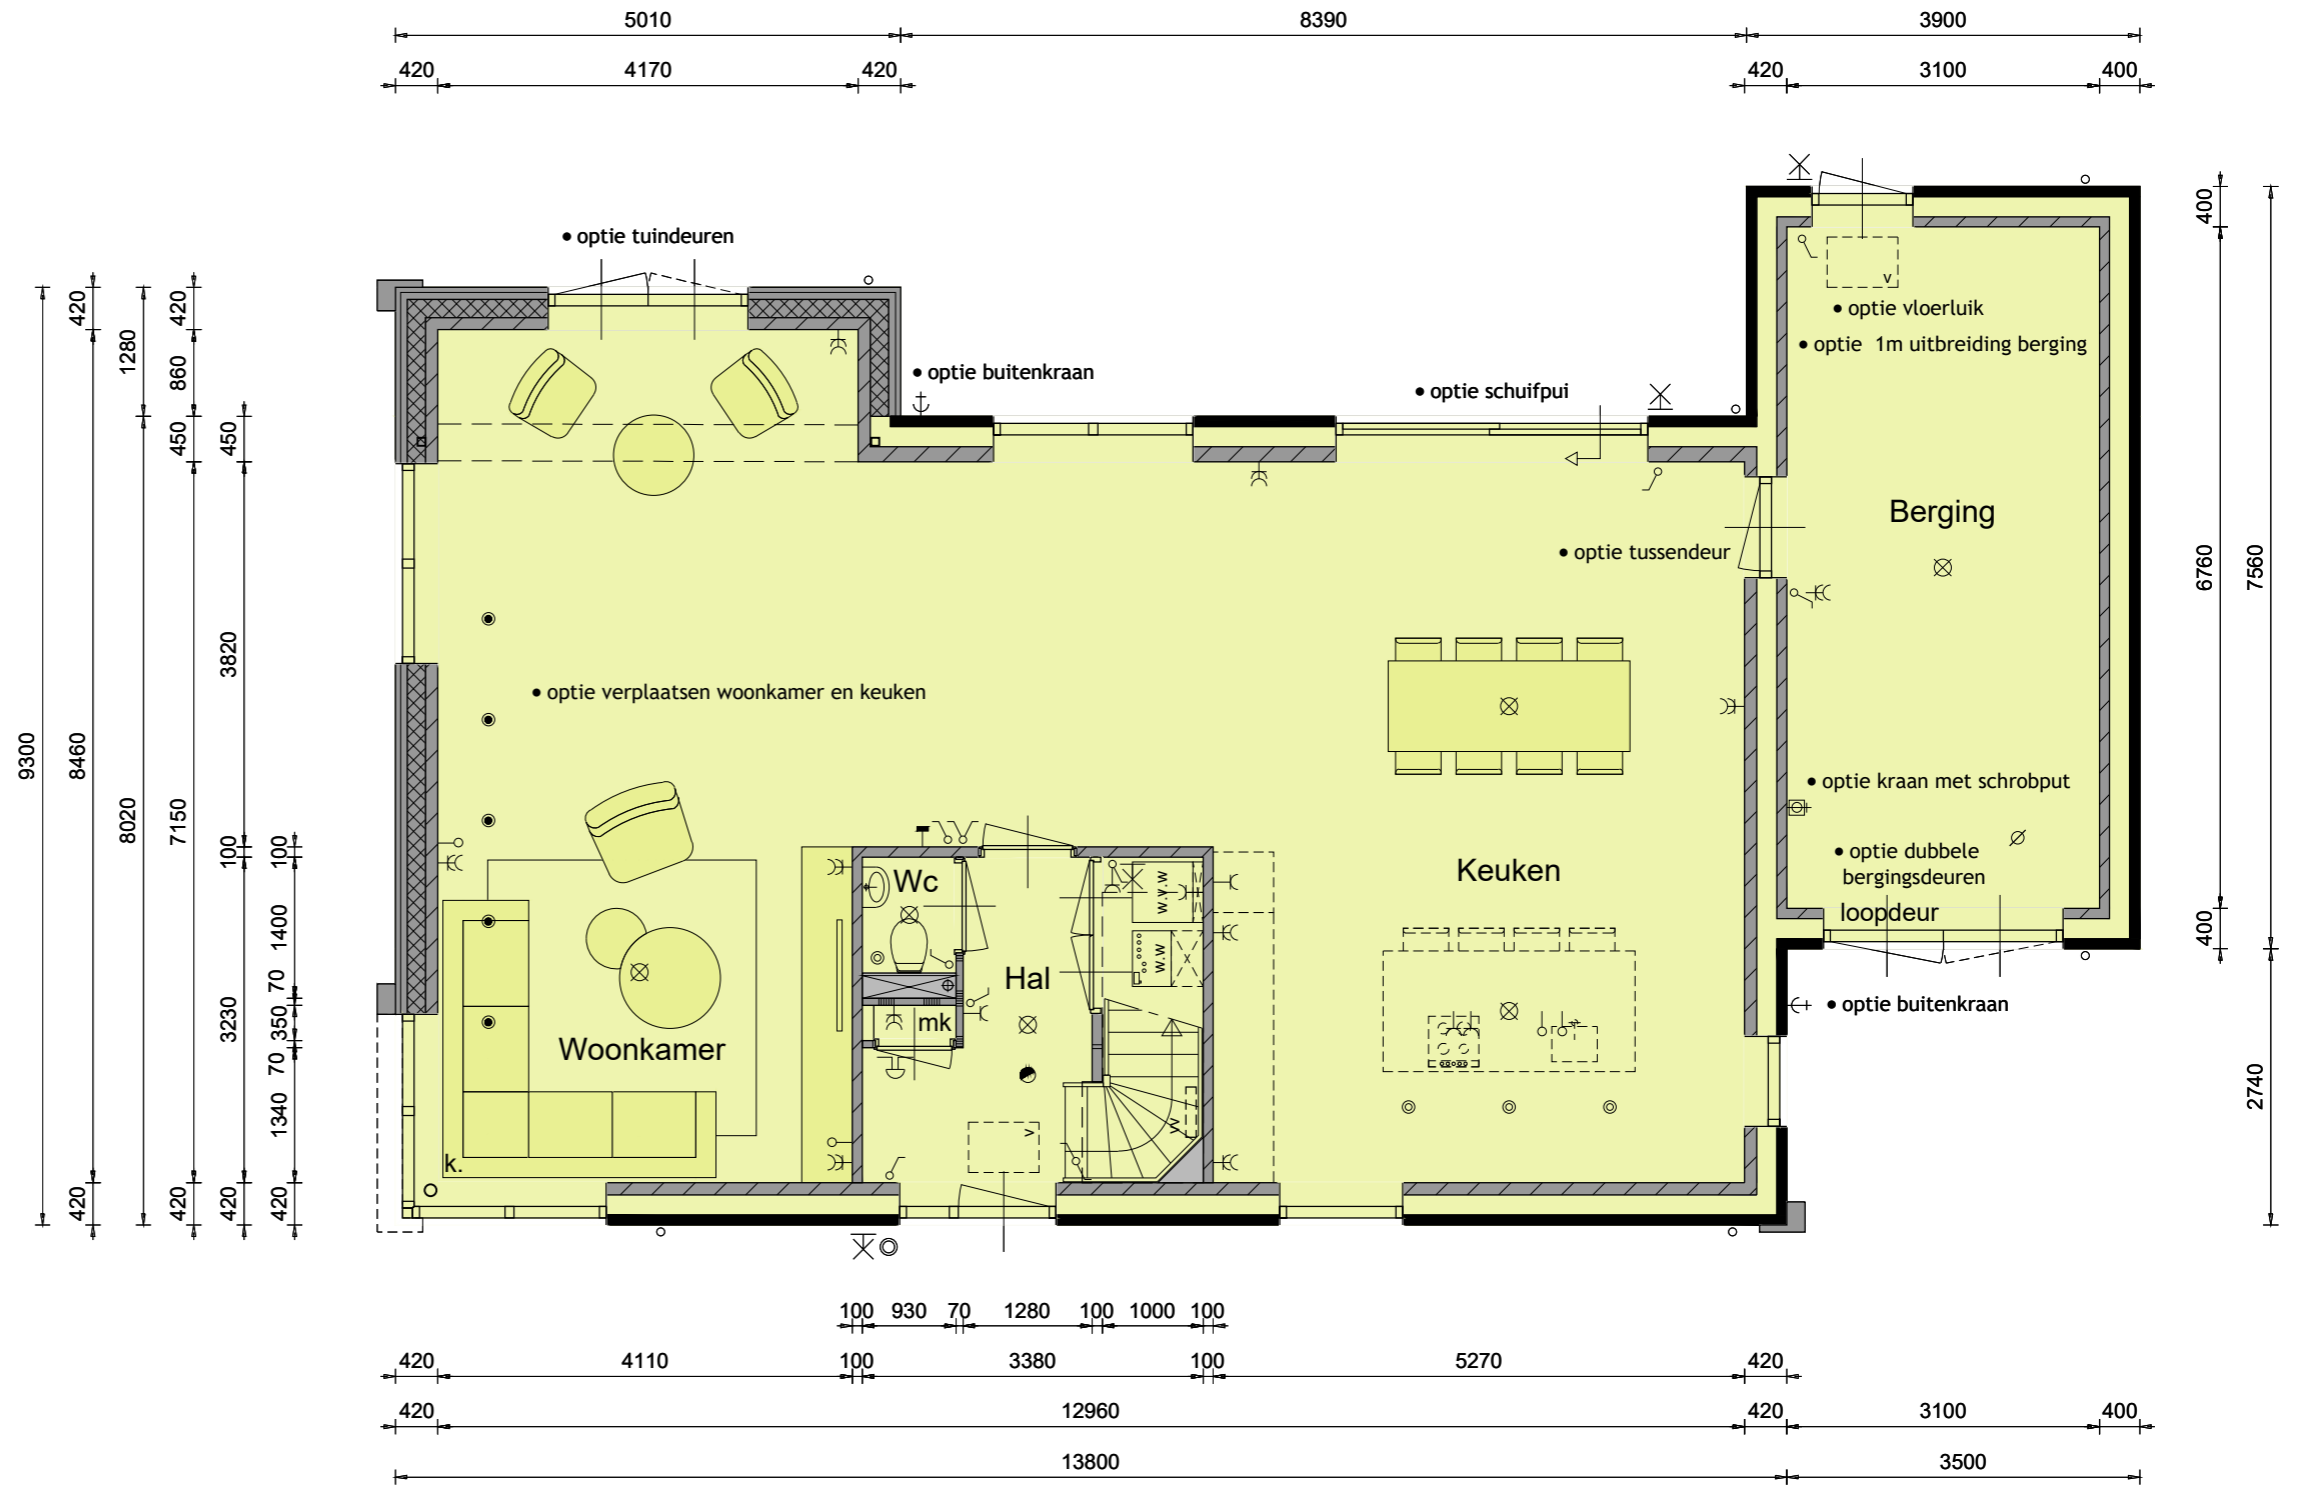 5010 8390 3900
420 4170 420 420 3100 400
• optie tuindeuren
• optie buitenkraan
• optie schuifpui
v
• optie vloerluik
• optie 1m uitbreiding berging
Berging
• optie tussendeur
• optie verplaatsen woonkamer en keuken
• optie kraan met schrobput
• optie dubbele
bergingsdeuren
loopdeur
• optie buitenkraan
Keuken
Wc
w.v.w
w.w
Hal
mk
Woonkamer
k.
v
vv
9300
420
8460
420
1280
8020
420
860
450
7150
420
450
3820
100
3230
420
100
1400
70
350
70
1340
420
400
6760
400
7560
2740
100 930 70 1280 100 1000 100
420 4110 100 3380 100 5270 420
420 12960 420 3100 400
13800 3500